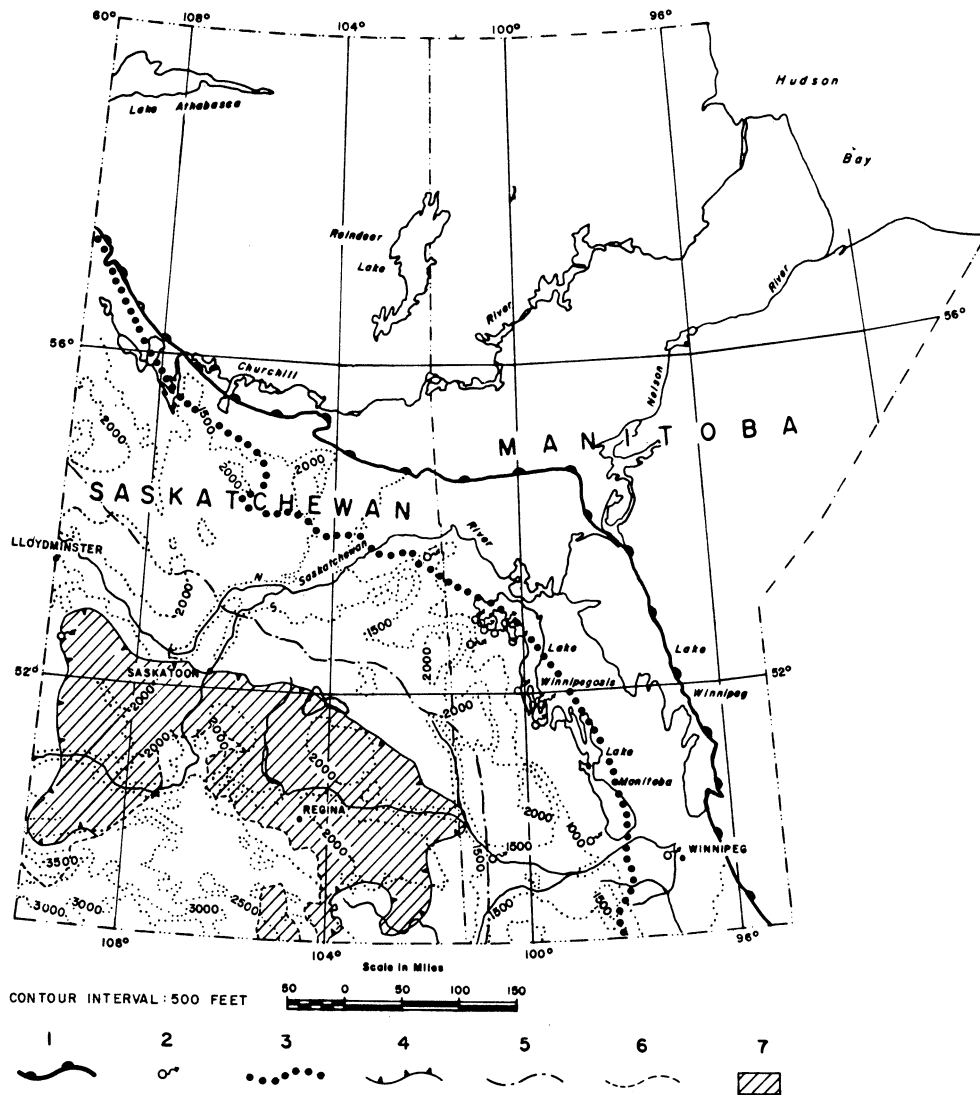 60° 108° 104° 100° 96°
Hudson
Bay
Lake Athabasca
Reindeer
Lake
River
River
Nelson
56°
56°
Churchill
1500
2000
2000
2000
MANITOBA
SASKATCHEWAN
LLOYDMINSTER
River
Saskatchewan
N
S
2000
1500
2000
52°
52°
SASKATOON
Lake
Winnipegosis
Lake
Winnipeg
2000
2000
2000
2000
2000
Lake
Manitoba
REGINA
2000
2000
1000
1500
1500
WINNIPEG
3500
3000
3000
3000
2500
1500
1500
108° 104° 100° 96°
Scale in Miles
CONTOUR INTERVAL: 500 FEET
50 0 50 100 150
1 2 3 4 5 6 7